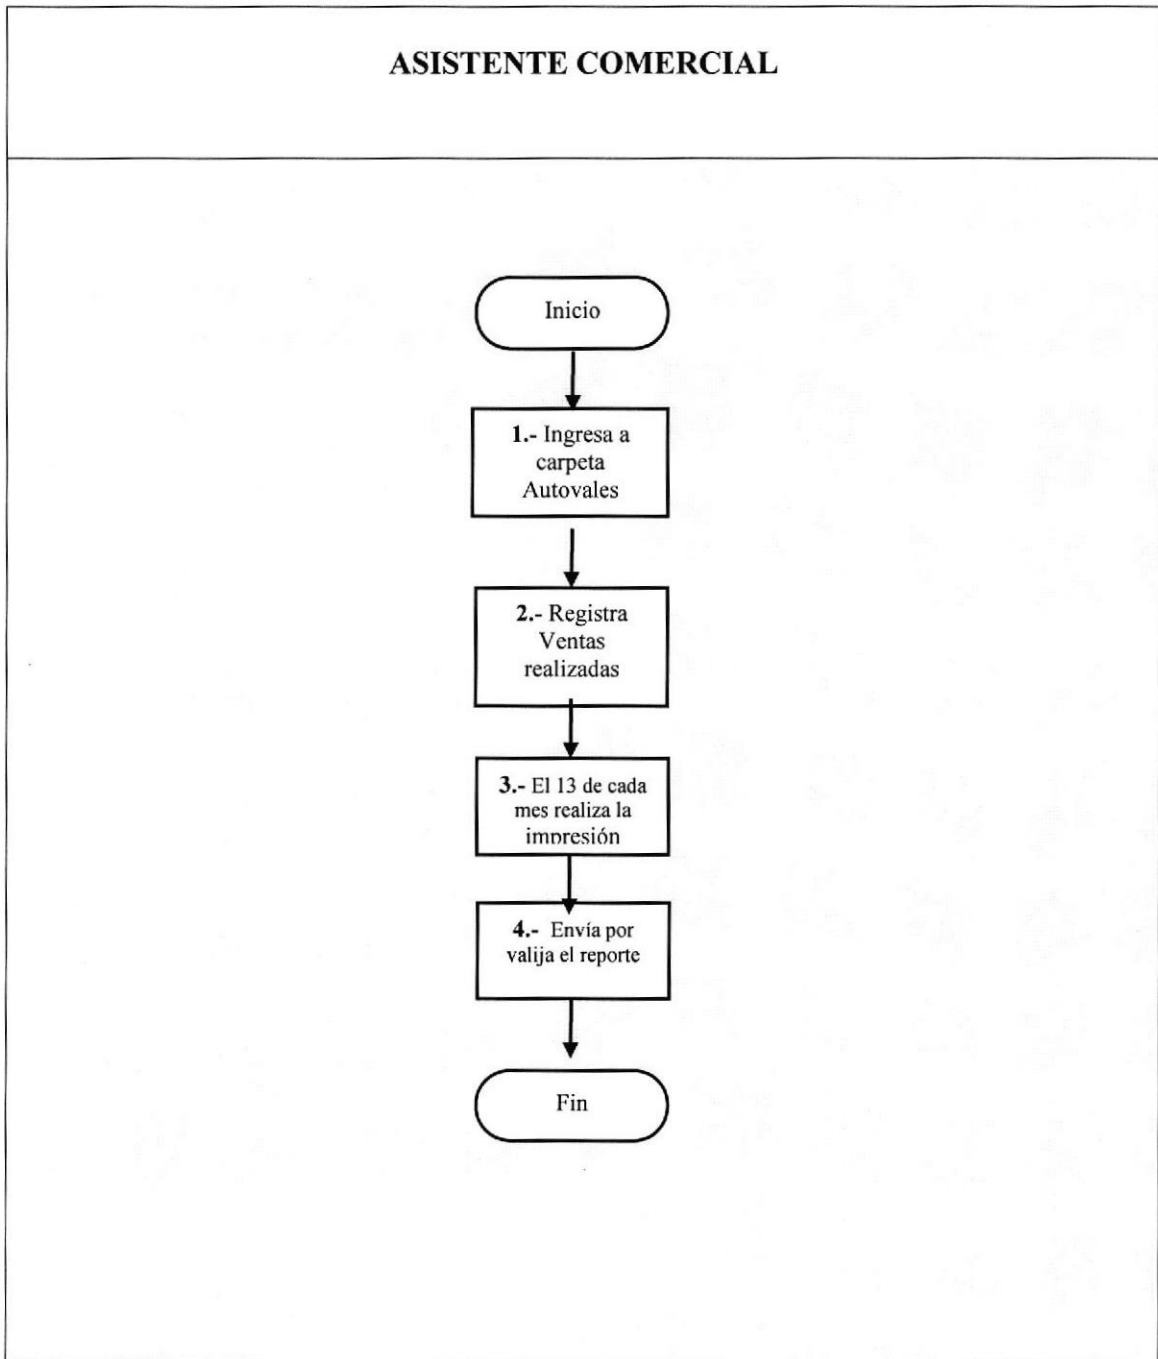 ASISTENTE COMERCIAL
Inicio
1.- Ingresa a
carpeta
Autovales
2.- Registra
Ventas
realizadas
3.- El 13 de cada
mes realiza la
impresión
4.- Envía por
valija el reporte
Fin